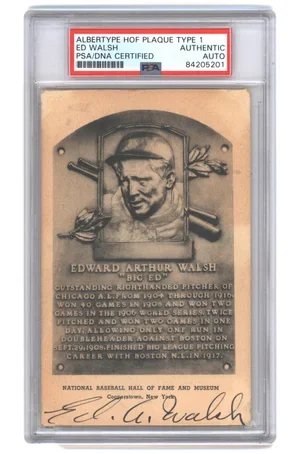 ALBERTYPE HOF PLAQUE TYPE 1
ED WALSH AUTHENTIC
PSA/DNA CERTIFIED AUTO
PSA 84205201
EDWARD ARTHUR WALSH
"BIG ED"
OUTSTANDING RIGHTHANDED PITCHER OF
CHICAGO A.L. FROM 1904 THROUGH 1916.
WON 40 GAMES IN 1908 AND WON TWO
GAMES IN THE 1906 WORLD SERIES. TWICE
PITCHED AND WON TWO GAMES IN ONE
DAY, ALLOWING ONLY ONE RUN IN
DOUBLEHEADER AGAINST BOSTON ON
SEPT. 29, 1908. FINISHED BIG LEAGUE PITCHING
CAREER WITH BOSTON N.L. IN 1917.
NATIONAL BASEBALL HALL OF FAME AND MUSEUM
Cooperstown, New York
Ed. A. Walsh